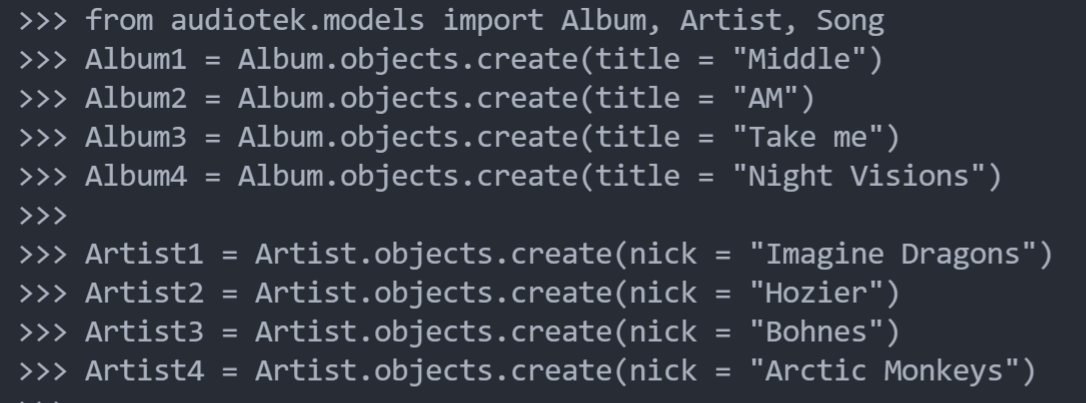 >>> from audiotek.models import Album, Artist, Song
>>> Album1 = Album.objects.create(title = "Middle")
>>> Album2 = Album.objects.create(title = "AM")
>>> Album3 = Album.objects.create(title = "Take me")
>>> Album4 = Album.objects.create(title = "Night Visions")
>>>
>>> Artist1 = Artist.objects.create(nick = "Imagine Dragons")
>>> Artist2 = Artist.objects.create(nick = "Hozier")
>>> Artist3 = Artist.objects.create(nick = "Bohnes")
>>> Artist4 = Artist.objects.create(nick = "Arctic Monkeys")